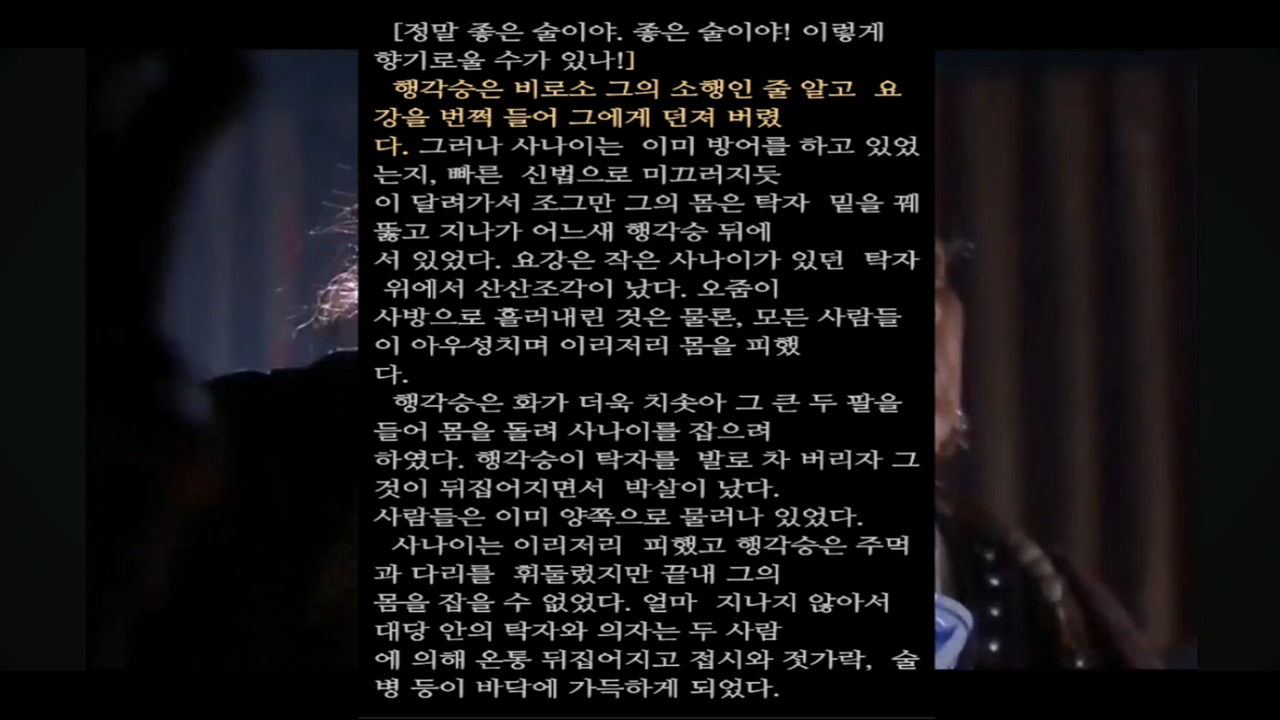 [정말 좋은 술이야. 좋은 술이야! 이렇게
향기로울 수가 있나!]
행각승은 비로소 그의 소행인 줄 알고 요
강을 번쩍 들어 그에게 던져 버렸
다. 그러나 사나이는 이미 방어를 하고 있었
는지, 빠른 신법으로 미끄러지듯
이 달려가서 조그만 그의 몸은 탁자 밑을 꿰
뚫고 지나가 어느새 행각승 뒤에
서 있었다. 요강은 작은 사나이가 있던 탁자
위에서 산산조각이 났다. 오줌이
사방으로 흘러내린 것은 물론, 모든 사람들
이 아우성치며 이리저리 몸을 피했
다.
행각승은 화가 더욱 치솟아 그 큰 두 팔을
들어 몸을 돌려 사나이를 잡으려
하였다. 행각승이 탁자를 발로 차 버리자 그
것이 뒤집어지면서 박살이 났다.
사람들은 이미 양쪽으로 물러나 있었다.
사나이는 이리저리 피했고 행각승은 주먹
과 다리를 휘둘렀지만 끝내 그의
몸을 잡을 수 없었다. 얼마 지나지 않아서
대당 안의 탁자와 의자는 두 사람
에 의해 온통 뒤집어지고 접시와 젓가락, 술
병 등이 바닥에 가득하게 되었다.